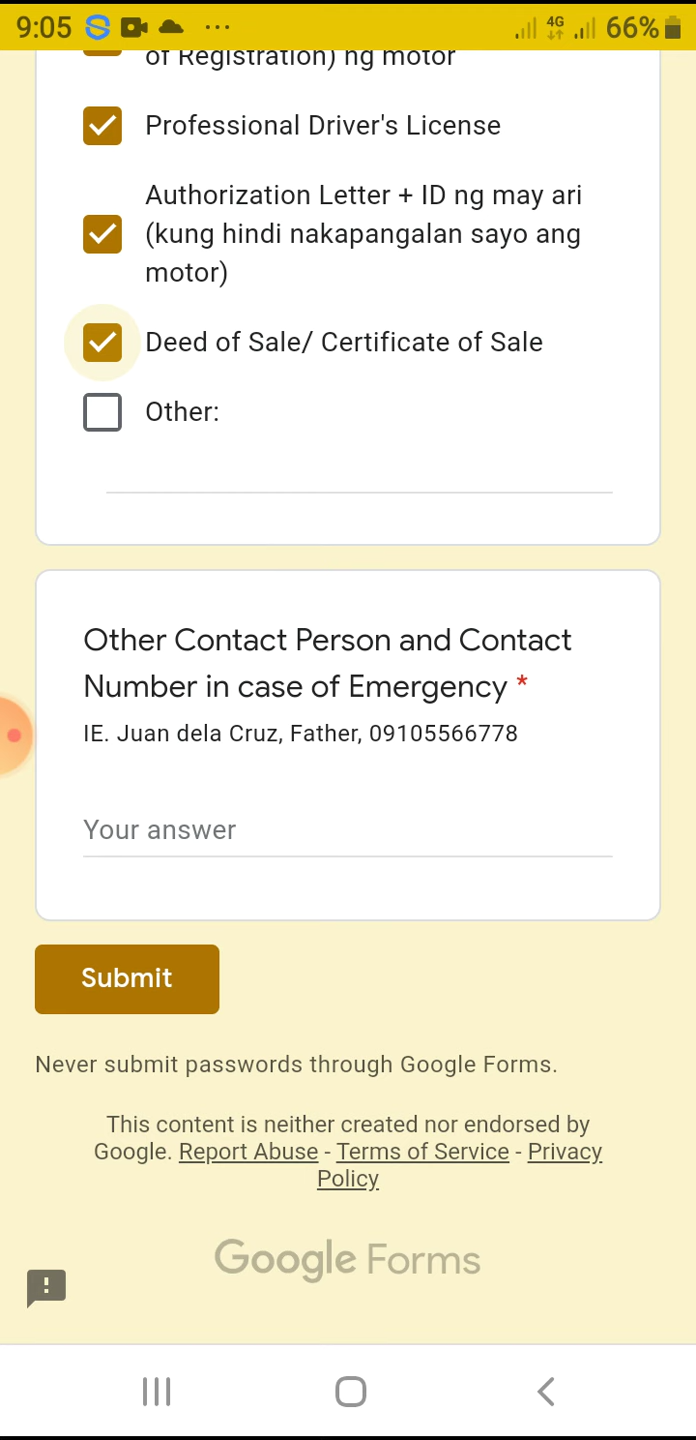 9:05 4G 66%
of Registration) ng motor
Professional Driver's License
Authorization Letter + ID ng may ari
(kung hindi nakapangalan sayo ang
motor)
Deed of Sale/ Certificate of Sale
Other:
Other Contact Person and Contact
Number in case of Emergency *
IE. Juan dela Cruz, Father, 09105566778
Your answer
Submit
Never submit passwords through Google Forms.
This content is neither created nor endorsed by
Google. Report Abuse - Terms of Service - Privacy
Policy
Google Forms